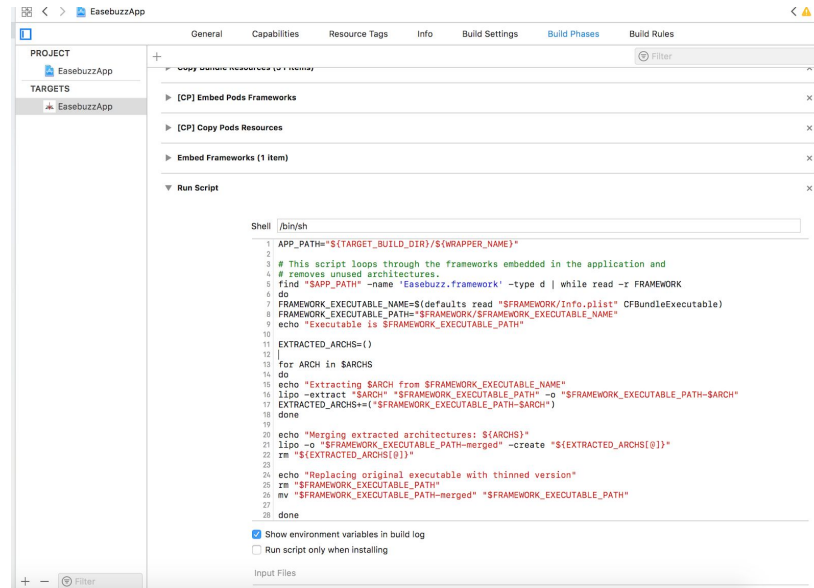 EasebuzzApp
General Capabilities Resource Tags Info Build Settings Build Phases Build Rules
PROJECT
EasebuzzApp
TARGETS
EasebuzzApp
+
Filter
Copy Bundle Resources (31 items)
[CP] Embed Pods Frameworks
[CP] Copy Pods Resources
Embed Frameworks (1 item)
Run Script
Shell /bin/sh
1 APP_PATH="${TARGET_BUILD_DIR}/${WRAPPER_NAME}"
2
3 # This script loops through the frameworks embedded in the application and
4 # removes unused architectures.
5 find "$APP_PATH" -name 'Easebuzz.framework' -type d | while read -r FRAMEWORK
6 do
7 FRAMEWORK_EXECUTABLE_NAME=$(defaults read "$FRAMEWORK/Info.plist" CFBundleExecutable)
8 FRAMEWORK_EXECUTABLE_PATH="$FRAMEWORK/$FRAMEWORK_EXECUTABLE_NAME"
9 echo "Executable is $FRAMEWORK_EXECUTABLE_PATH"
10
11 EXTRACTED_ARCHS=()
12
13 for ARCH in $ARCHS
14 do
15 echo "Extracting $ARCH from $FRAMEWORK_EXECUTABLE_NAME"
16 lipo -extract "$ARCH" "$FRAMEWORK_EXECUTABLE_PATH" -o "$FRAMEWORK_EXECUTABLE_PATH-$ARCH"
17 EXTRACTED_ARCHS+=("$FRAMEWORK_EXECUTABLE_PATH-$ARCH")
18 done
19
20 echo "Merging extracted architectures: ${ARCHS}"
21 lipo -o "$FRAMEWORK_EXECUTABLE_PATH-merged" -create "${EXTRACTED_ARCHS[@]}"
22 rm "${EXTRACTED_ARCHS[@]}"
23
24 echo "Replacing original executable with thinned version"
25 rm "$FRAMEWORK_EXECUTABLE_PATH"
26 mv "$FRAMEWORK_EXECUTABLE_PATH-merged" "$FRAMEWORK_EXECUTABLE_PATH"
27
28 done
Show environment variables in build log
Run script only when installing
Input Files
+ − Filter